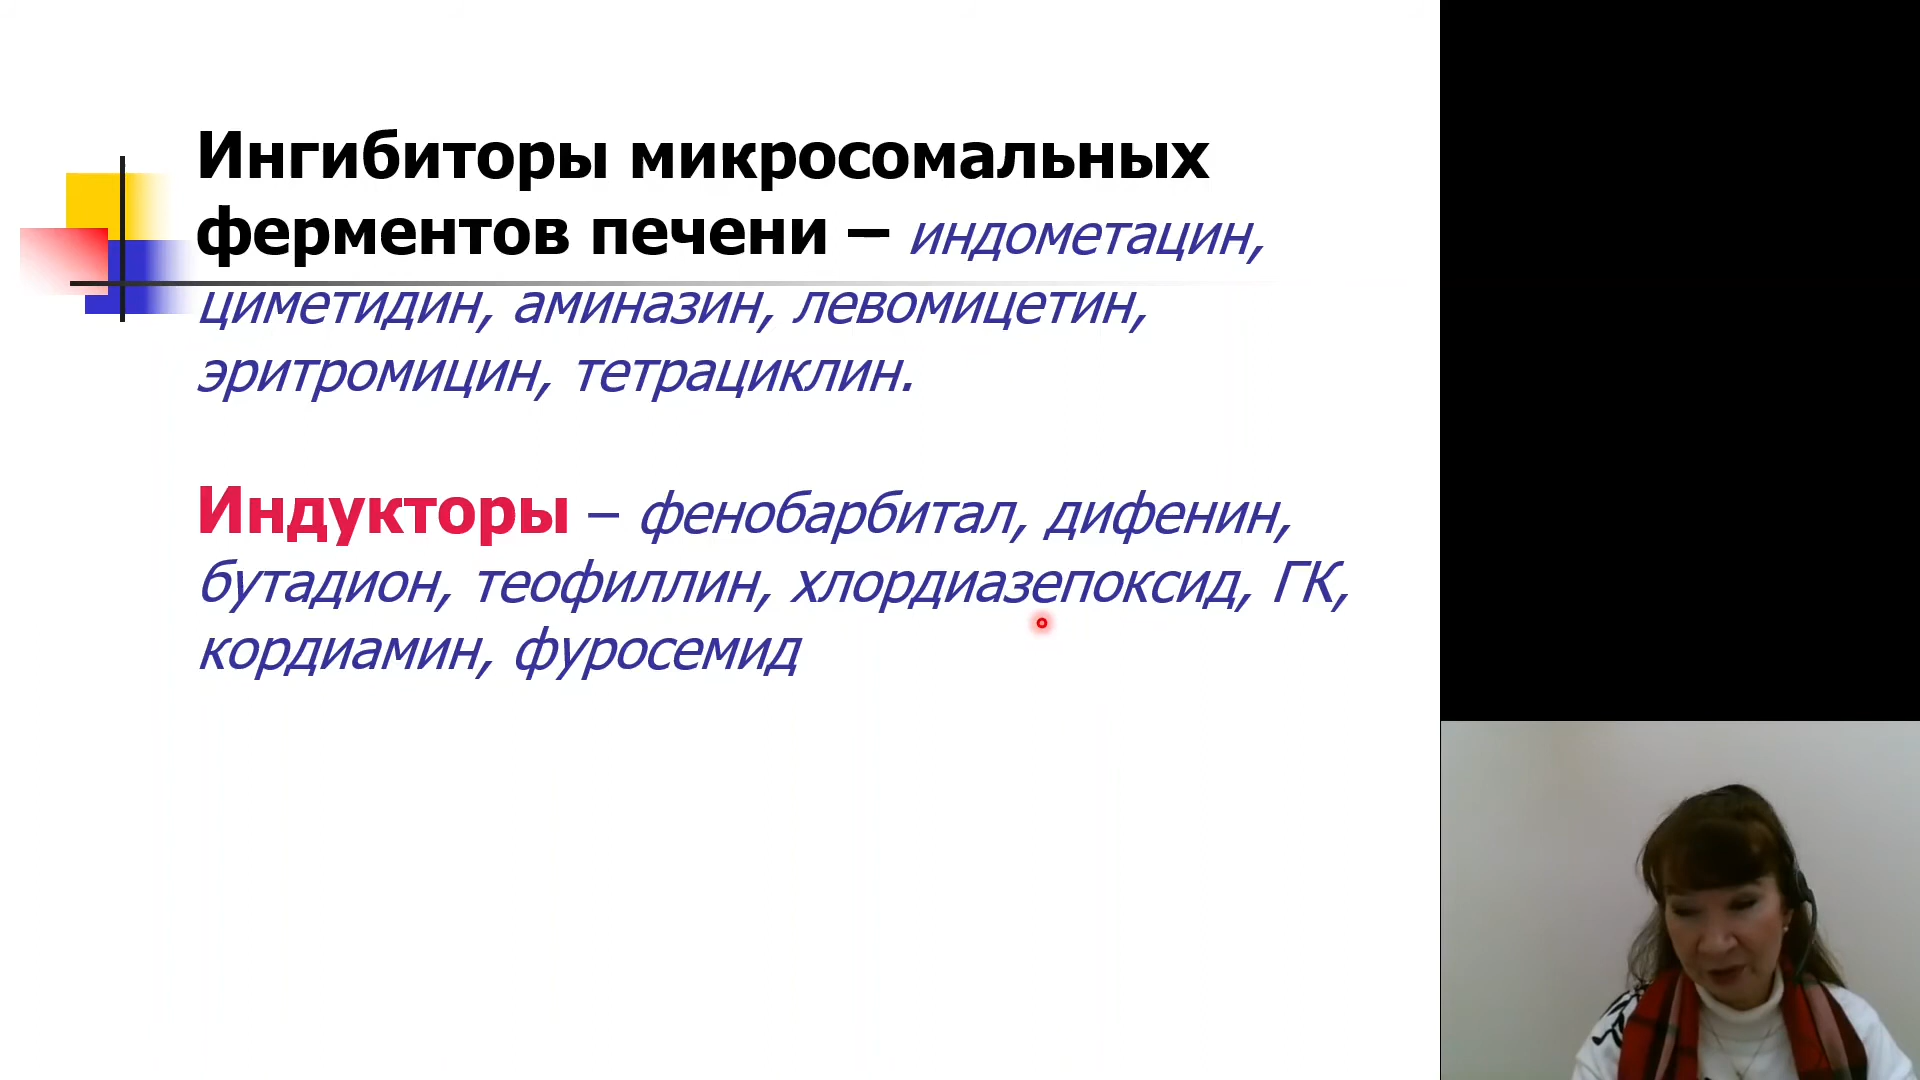 Ингибиторы микросомальных
ферментов печени – индометацин,
циметидин, аминазин, левомицетин,
эритромицин, тетрациклин.
Индукторы – фенобарбитал, дифенин,
бутадион, теофиллин, хлордиазепоксид, ГК,
кордиамин, фуросемид